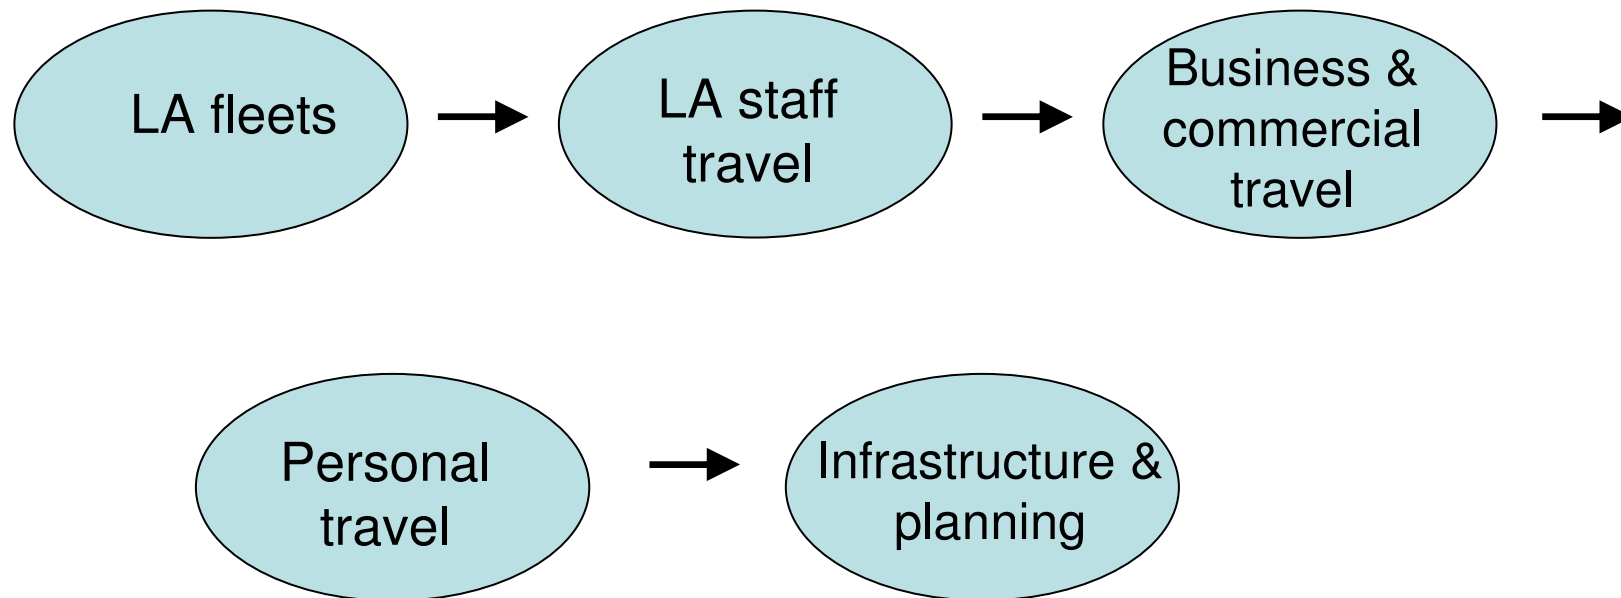 LA fleets
LA staff
travel
Business &
commercial
travel
Personal
travel
Infrastructure &
planning